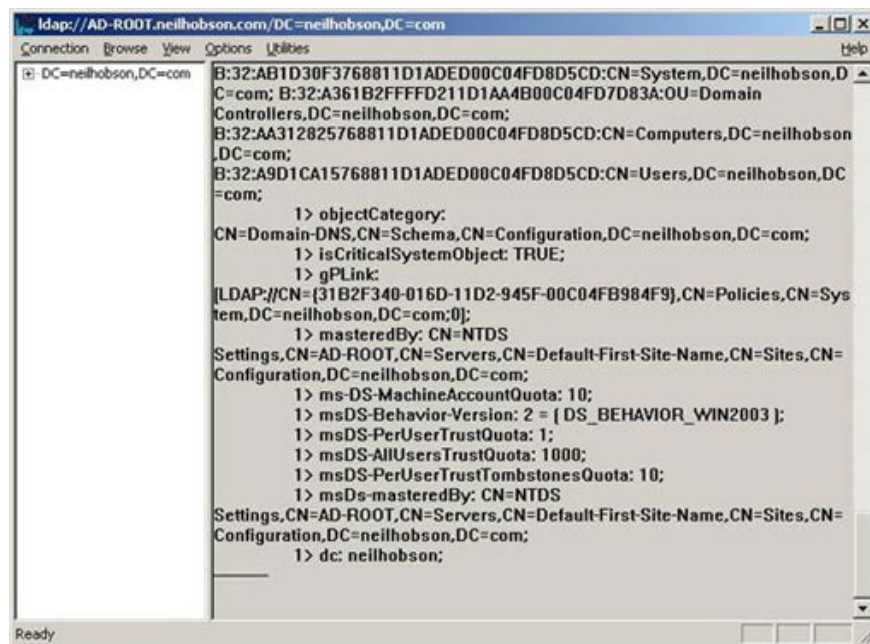 ldap://AD-ROOT.neilhobson.com/DC=neilhobson,DC=com
Connection Browse View Options Utilities Help
DC=neilhobson,DC=com
B:32:AB1D30F3768811D1ADED00C04FD8D5CD:CN=System,DC=neilhobson,D
C=com; B:32:A361B2FFFFD211D1AA4B00C04FD7D83A:OU=Domain
Controllers,DC=neilhobson,DC=com;
B:32:AA312825768811D1ADED00C04FD8D5CD:CN=Computers,DC=neilhobson
,DC=com;
B:32:A9D1CA15768811D1ADED00C04FD8D5CD:CN=Users,DC=neilhobson,DC
=com;
1> objectCategory:
CN=Domain-DNS,CN=Schema,CN=Configuration,DC=neilhobson,DC=com;
1> isCriticalSystemObject: TRUE;
1> gPLink:
[LDAP://CN={31B2F340-016D-11D2-945F-00C04FB984F9},CN=Policies,CN=Sys
tem,DC=neilhobson,DC=com;0];
1> masteredBy: CN=NTDS
Settings,CN=AD-ROOT,CN=Servers,CN=Default-First-Site-Name,CN=Sites,CN=
Configuration,DC=neilhobson,DC=com;
1> ms-DS-MachineAccountQuota: 10;
1> msDS-Behavior-Version: 2 = ( DS_BEHAVIOR_WIN2003 );
1> msDS-PerUserTrustQuota: 1;
1> msDS-AllUsersTrustQuota: 1000;
1> msDS-PerUserTrustTombstonesQuota: 10;
1> msDs-masteredBy: CN=NTDS
Settings,CN=AD-ROOT,CN=Servers,CN=Default-First-Site-Name,CN=Sites,CN=
Configuration,DC=neilhobson,DC=com;
1> dc: neilhobson;
Ready